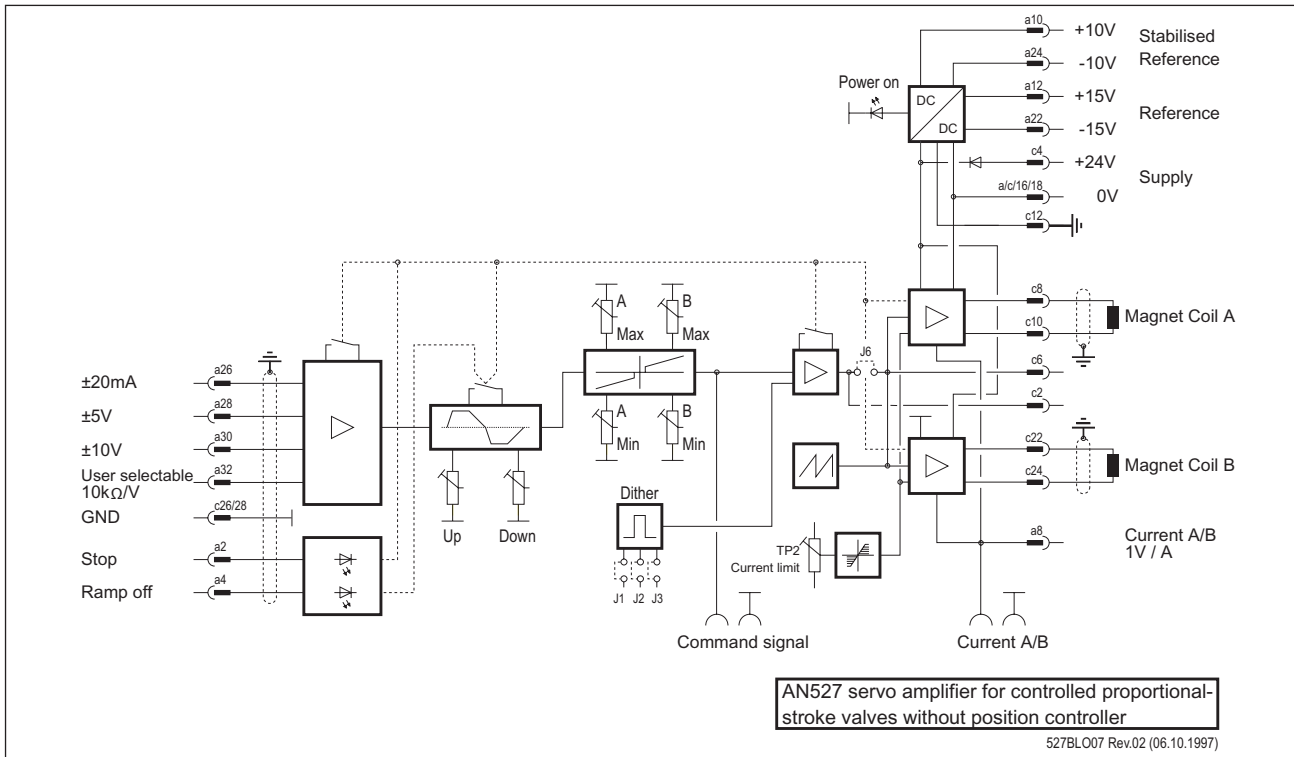 a10
+10V
Stabilised
Reference
a24
-10V
Power on
DC
DC
a12
+15V
Reference
a22
-15V
c4
+24V
Supply
a/c/16/18
0V
c12
A
Max
B
Max
c8
Magnet Coil A
c10
J6
c6
c2
±20mA
a26
±5V
a28
±10V
a30
User selectable
10kΩ/V
a32
GND
c26/28
Stop
a2
Ramp off
a4
Up
Down
A
Min
B
Min
Dither
J1 J2 J3
TP2
Current limit
c22
Magnet Coil B
c24
a8
Current A/B
1V / A
Command signal
Current A/B
AN527 servo amplifier for controlled proportional-
stroke valves without position controller
527BLO07 Rev.02 (06.10.1997)